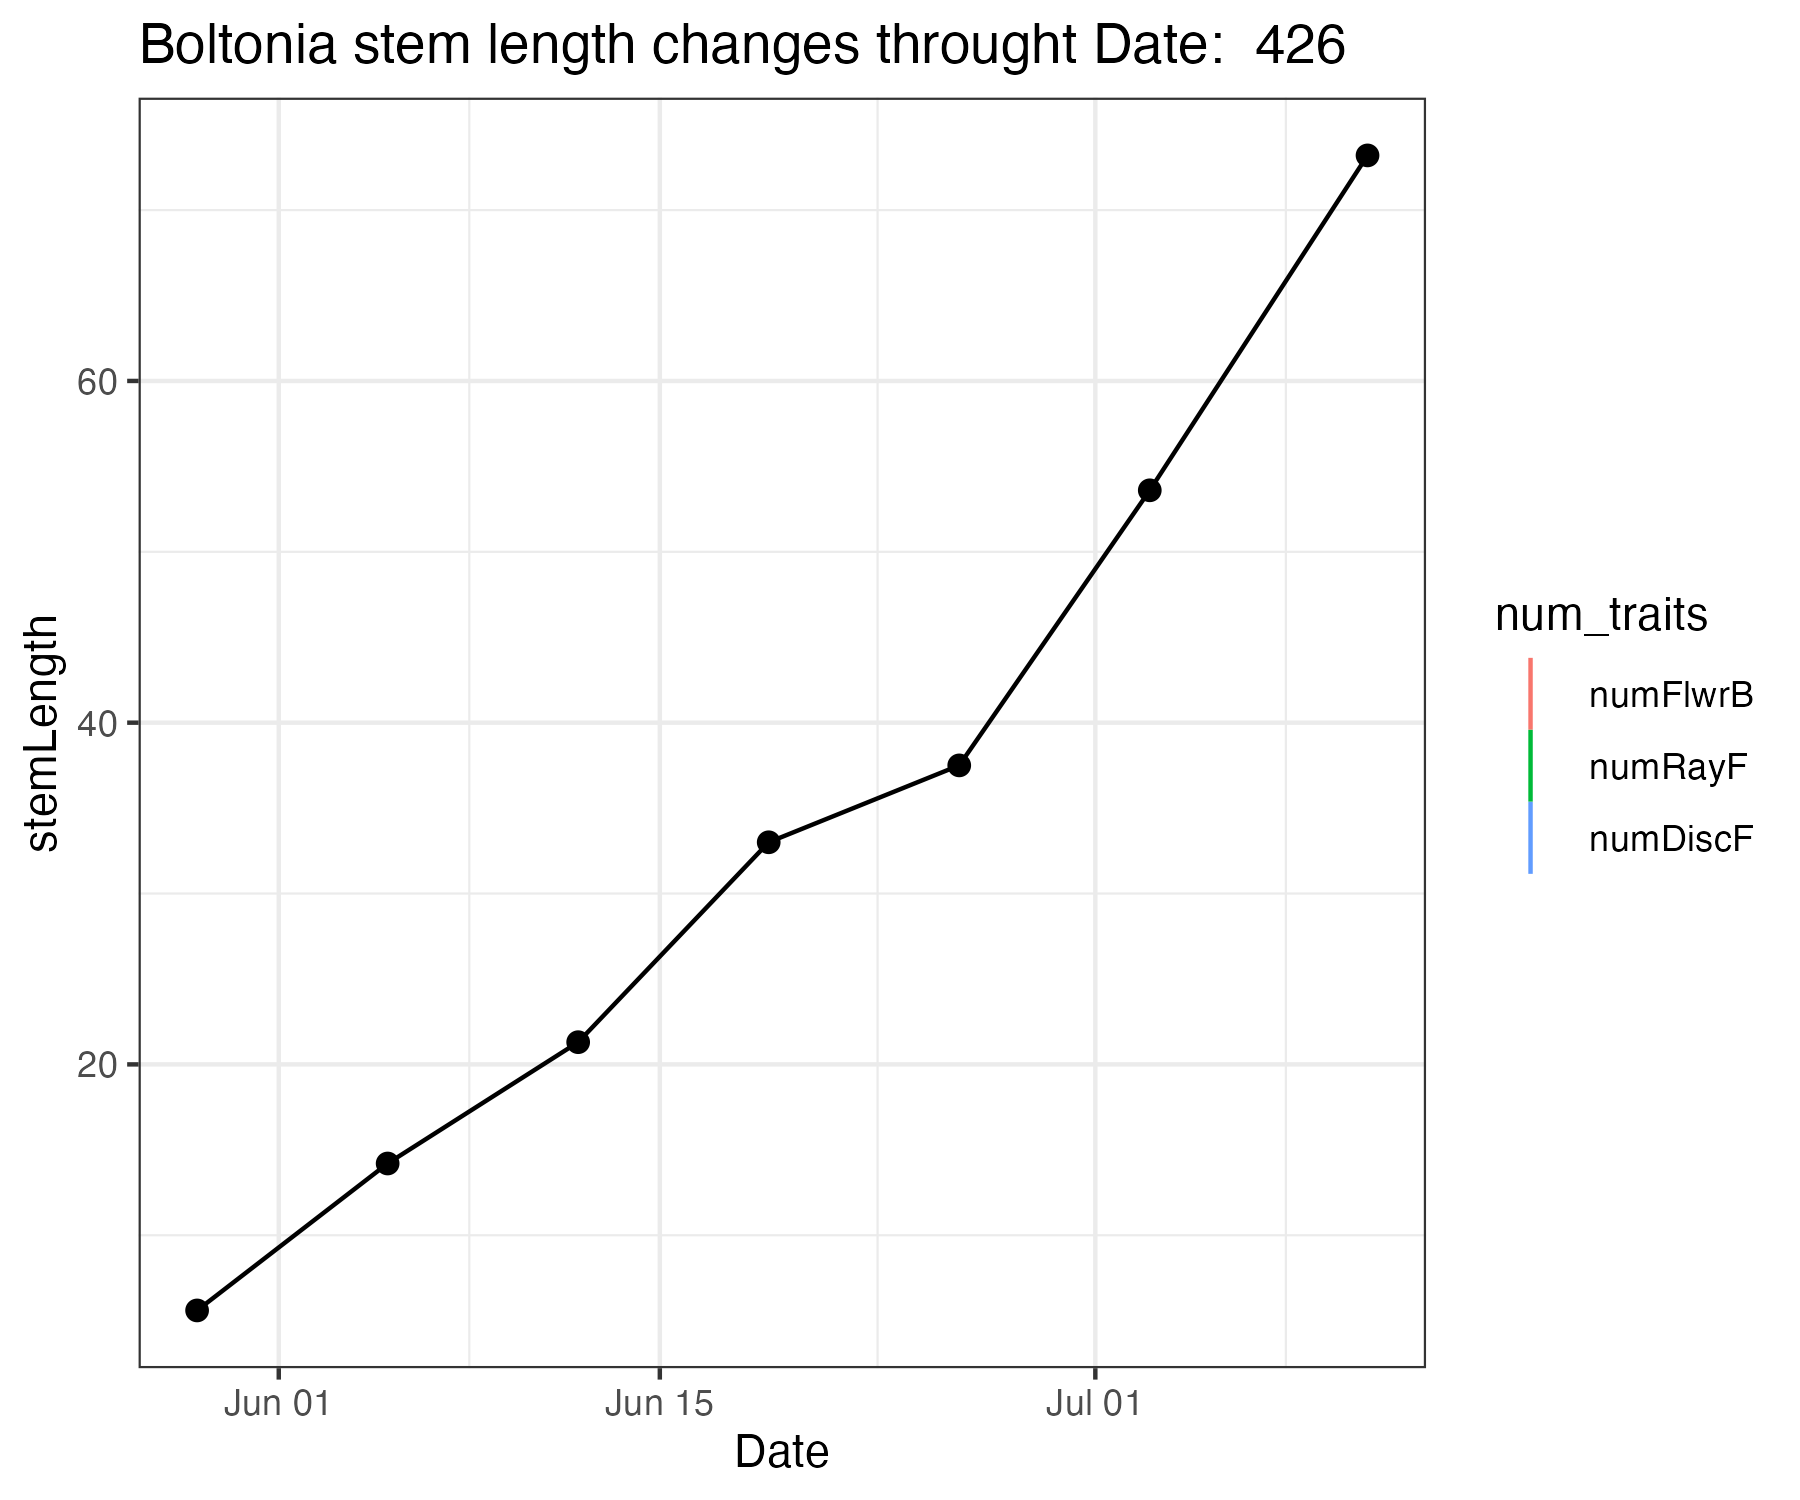 Boltonia stem length changes throught Date:  426
stemLength
60
40
20
Jun 01
Jun 15
Jul 01
Date
num_traits
numFlwrB
numRayF
numDiscF